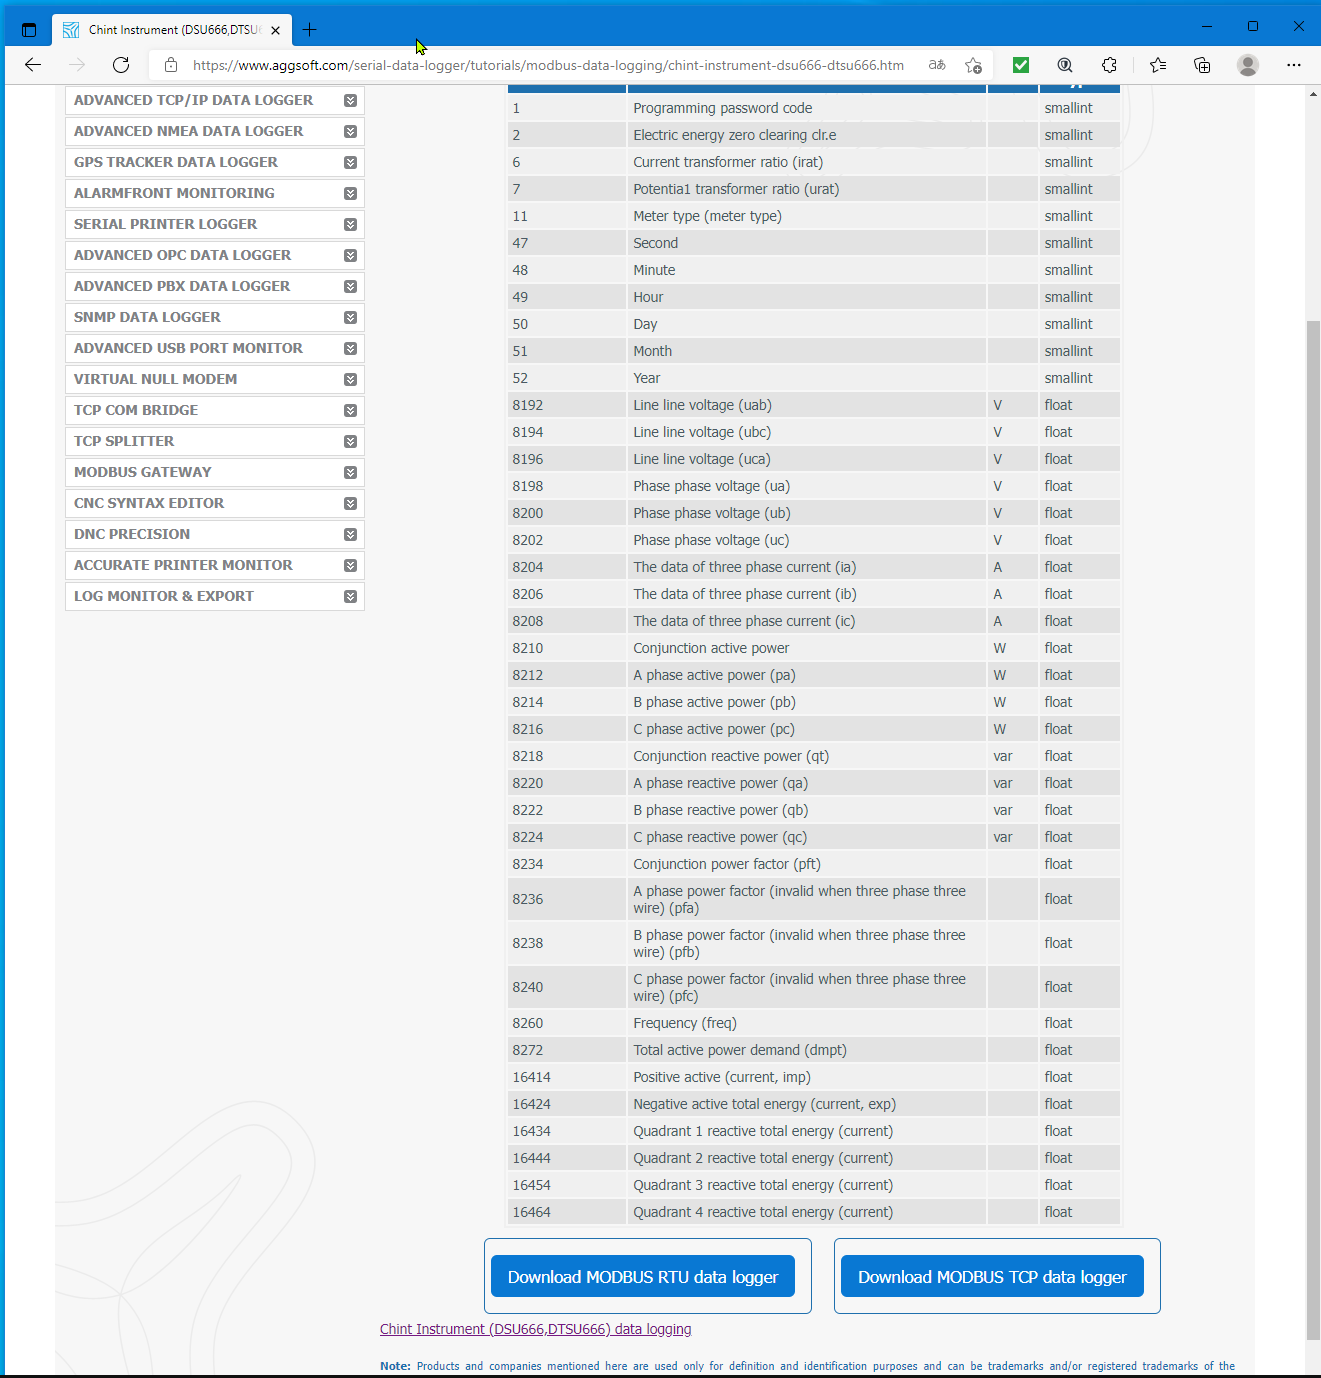 Chint Instrument (DSU666,DTSU6
https://www.aggsoft.com/serial-data-logger/tutorials/modbus-data-logging/chint-instrument-dsu666-dtsu666.htm
ADVANCED TCP/IP DATA LOGGER
ADVANCED NMEA DATA LOGGER
GPS TRACKER DATA LOGGER
ALARMFRONT MONITORING
SERIAL PRINTER LOGGER
ADVANCED OPC DATA LOGGER
ADVANCED PBX DATA LOGGER
SNMP DATA LOGGER
ADVANCED USB PORT MONITOR
VIRTUAL NULL MODEM
TCP COM BRIDGE
TCP SPLITTER
MODBUS GATEWAY
CNC SYNTAX EDITOR
DNC PRECISION
ACCURATE PRINTER MONITOR
LOG MONITOR & EXPORT
1 Programming password code smallint
2 Electric energy zero clearing clr.e smallint
6 Current transformer ratio (irat) smallint
7 Potentia1 transformer ratio (urat) smallint
11 Meter type (meter type) smallint
47 Second smallint
48 Minute smallint
49 Hour smallint
50 Day smallint
51 Month smallint
52 Year smallint
8192 Line line voltage (uab) V float
8194 Line line voltage (ubc) V float
8196 Line line voltage (uca) V float
8198 Phase phase voltage (ua) V float
8200 Phase phase voltage (ub) V float
8202 Phase phase voltage (uc) V float
8204 The data of three phase current (ia) A float
8206 The data of three phase current (ib) A float
8208 The data of three phase current (ic) A float
8210 Conjunction active power W float
8212 A phase active power (pa) W float
8214 B phase active power (pb) W float
8216 C phase active power (pc) W float
8218 Conjunction reactive power (qt) var float
8220 A phase reactive power (qa) var float
8222 B phase reactive power (qb) var float
8224 C phase reactive power (qc) var float
8234 Conjunction power factor (pft) float
8236 A phase power factor (invalid when three phase three
wire) (pfa) float
8238 B phase power factor (invalid when three phase three
wire) (pfb) float
8240 C phase power factor (invalid when three phase three
wire) (pfc) float
8260 Frequency (freq) float
8272 Total active power demand (dmpt) float
16414 Positive active (current, imp) float
16424 Negative active total energy (current, exp) float
16434 Quadrant 1 reactive total energy (current) float
16444 Quadrant 2 reactive total energy (current) float
16454 Quadrant 3 reactive total energy (current) float
16464 Quadrant 4 reactive total energy (current) float
Download MODBUS RTU data logger
Download MODBUS TCP data logger
Chint Instrument (DSU666,DTSU666) data logging
Note: Products and companies mentioned here are used only for definition and identification purposes and can be trademarks and/or registered trademarks of the